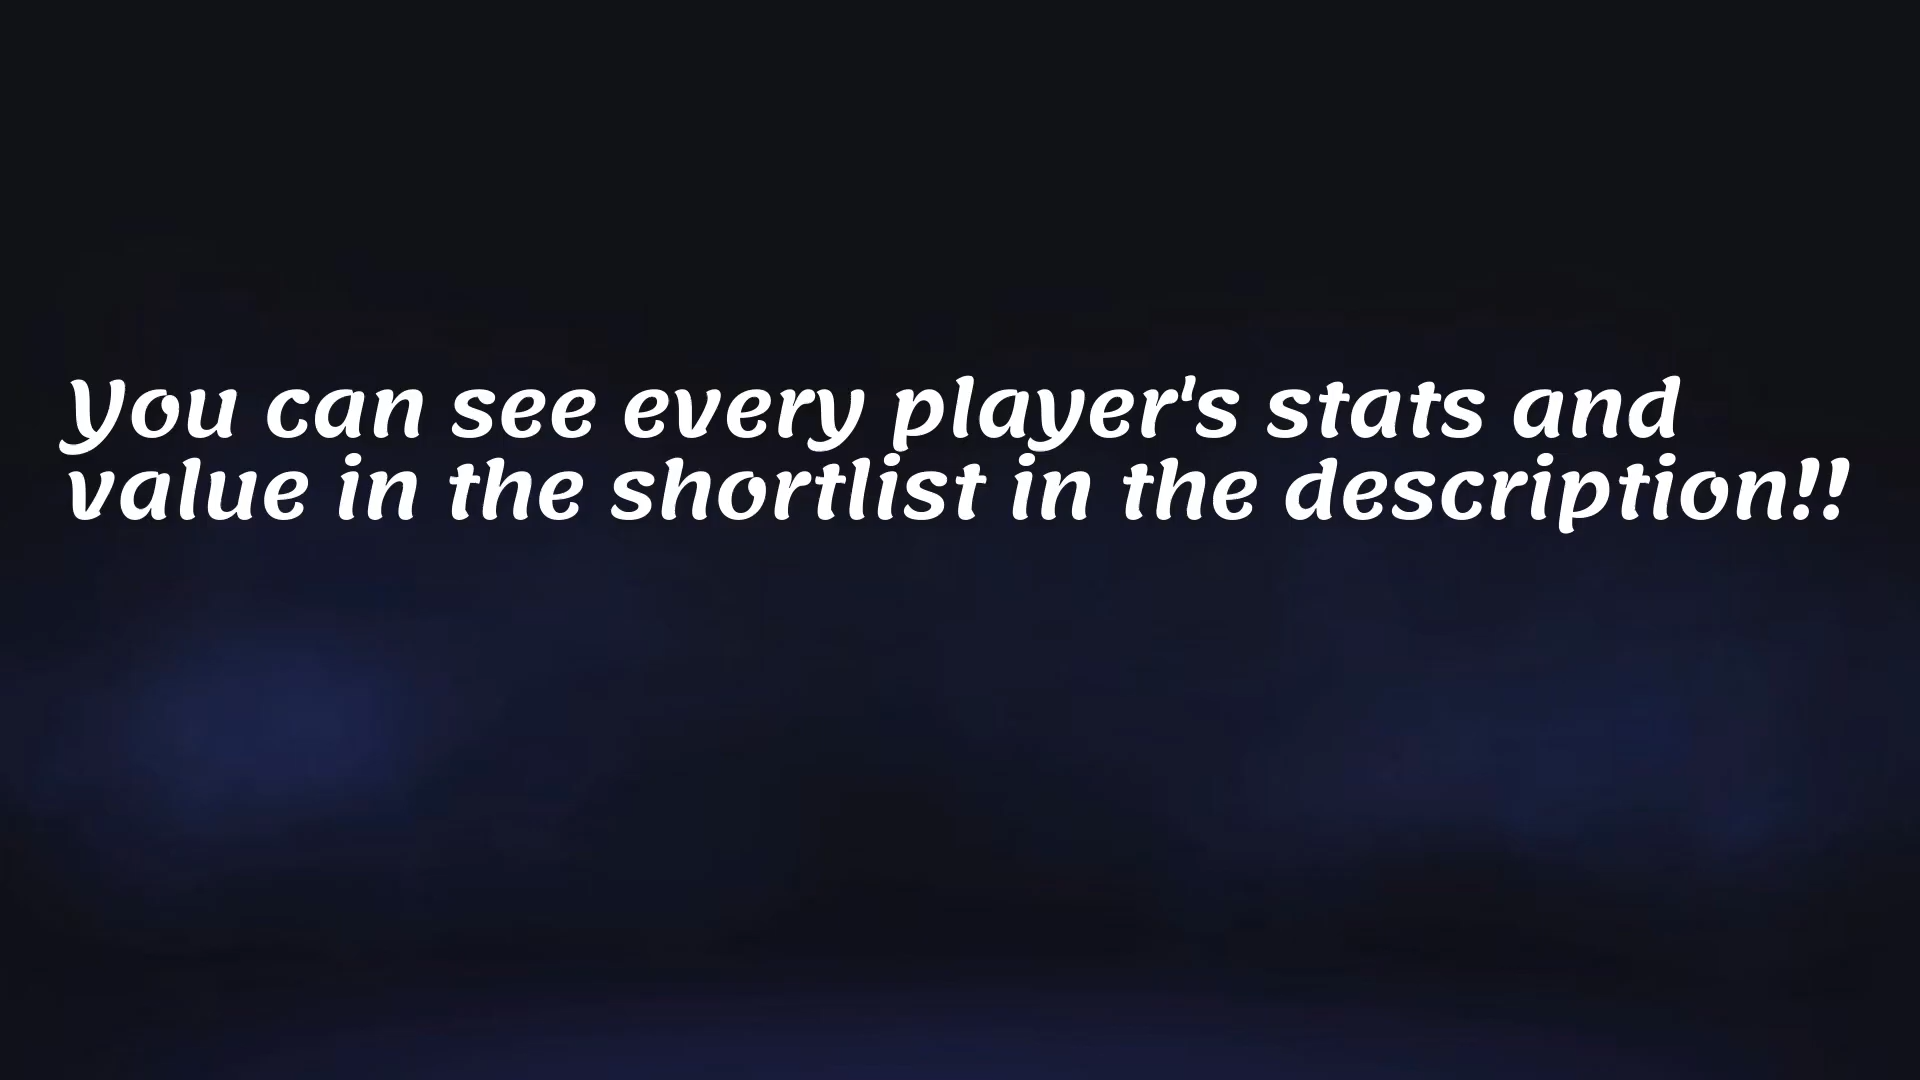 You can see every player's stats and
value in the shortlist in the description!!